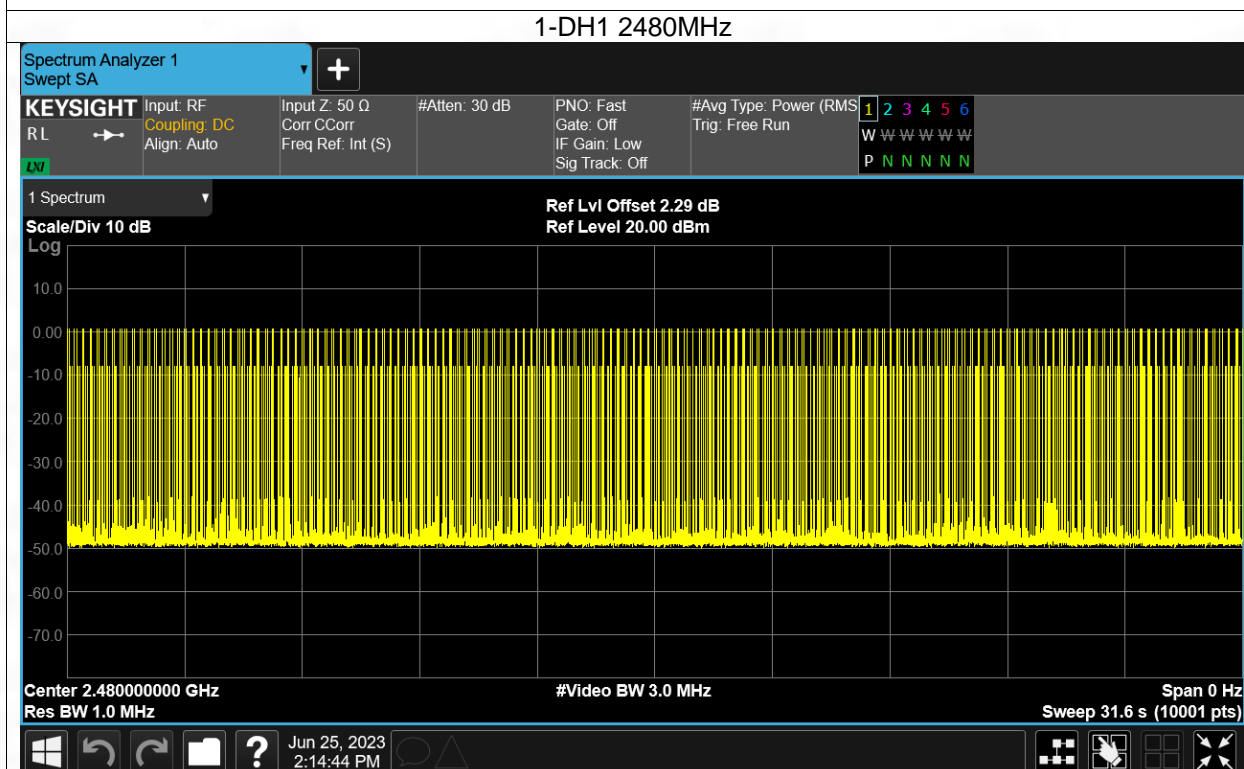 1-DH1 2480MHz
Spectrum Analyzer 1
Swept SA
KEYSIGHT
R L
LXI
Input: RF
Coupling: DC
Align: Auto
Input Z: 50 Ω
Corr CCorr
Freq Ref: Int (S)
#Atten: 30 dB
PNO: Fast
Gate: Off
IF Gain: Low
Sig Track: Off
#Avg Type: Power (RMS
Trig: Free Run
1 2 3 4 5 6
W W W W W W
P N N N N N
1 Spectrum
Scale/Div 10 dB
Ref Lvl Offset 2.29 dB
Ref Level 20.00 dBm
Log
10.0
0.00
-10.0
-20.0
-30.0
-40.0
-50.0
-60.0
-70.0
Center 2.480000000 GHz
#Video BW 3.0 MHz
Span 0 Hz
Res BW 1.0 MHz
Sweep 31.6 s (10001 pts)
?
Jun 25, 2023
2:14:44 PM